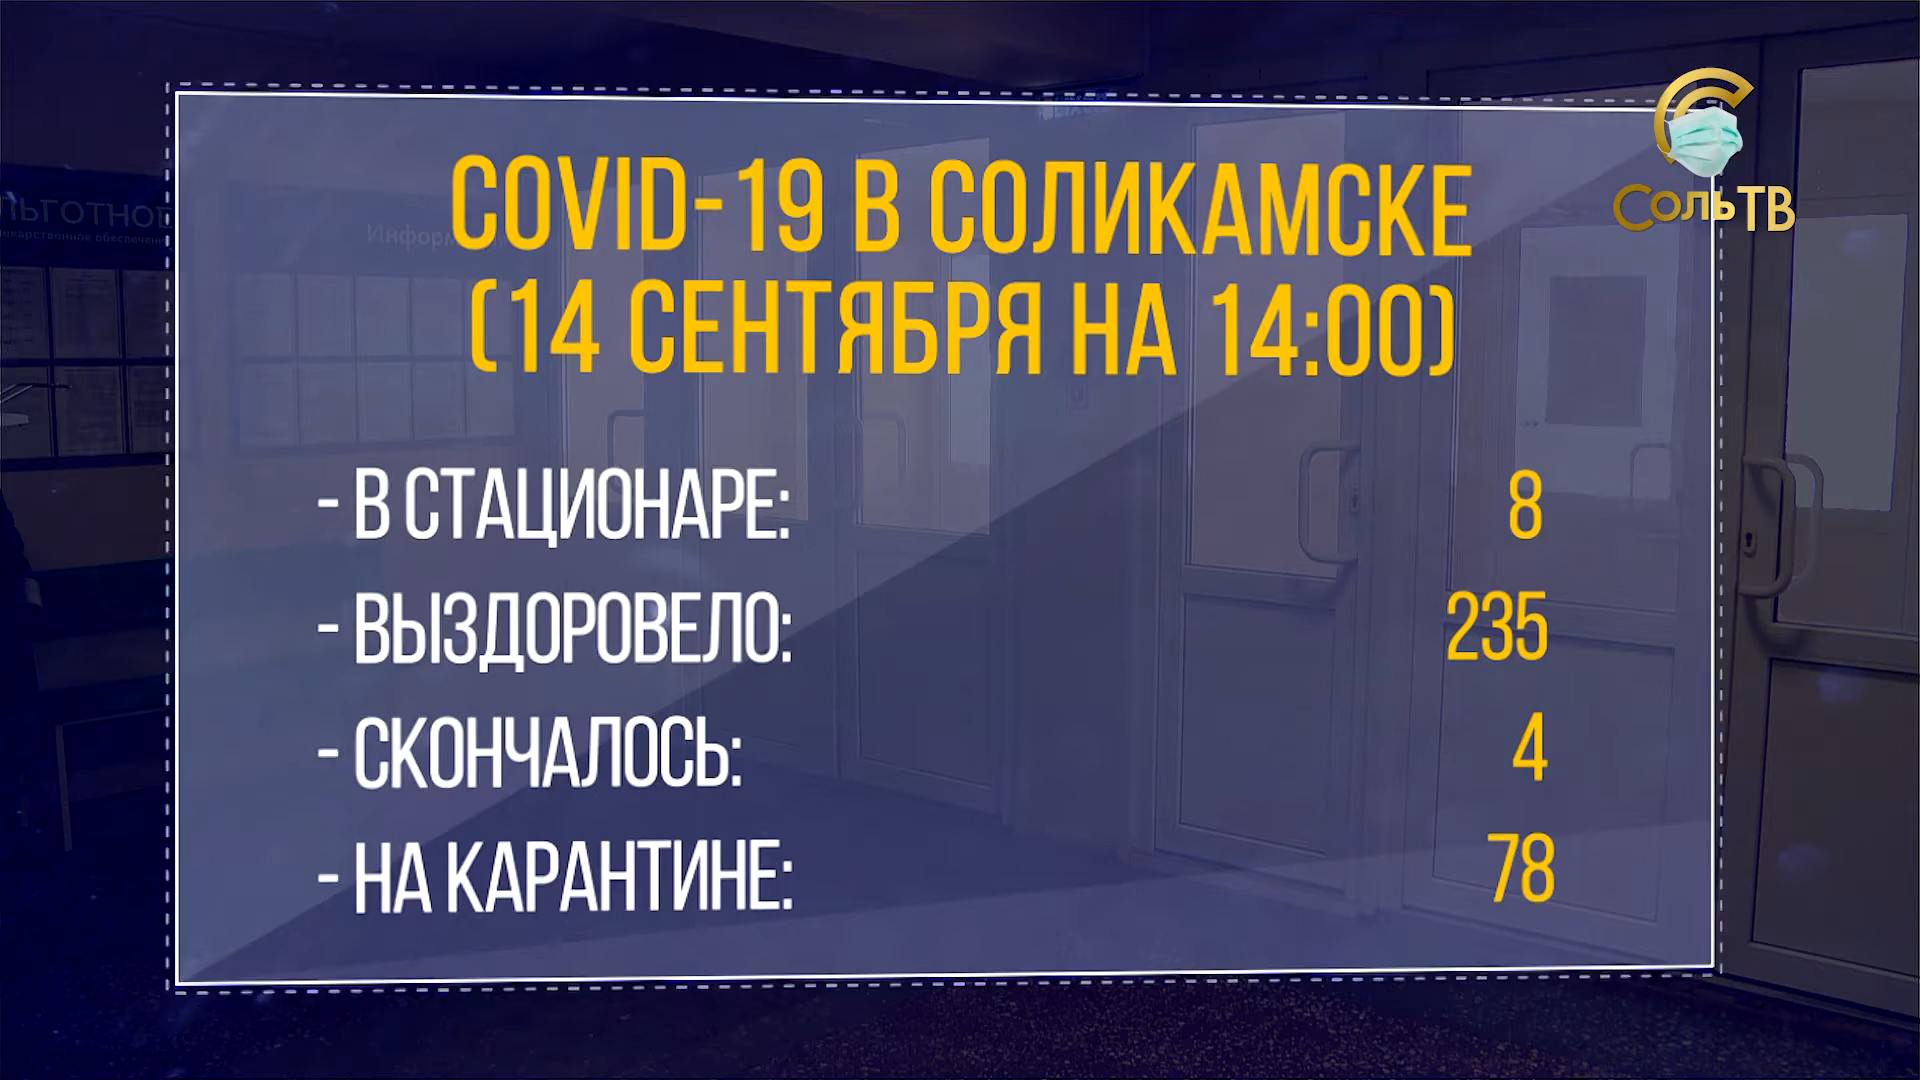 СольТВ
COVID-19 В СОЛИКАМСКЕ
(14 СЕНТЯБРЯ НА 14:00)
- В СТАЦИОНАРЕ: 8
- ВЫЗДОРОВЕЛО: 235
- СКОНЧАЛОСЬ: 4
- НА КАРАНТИНЕ: 78